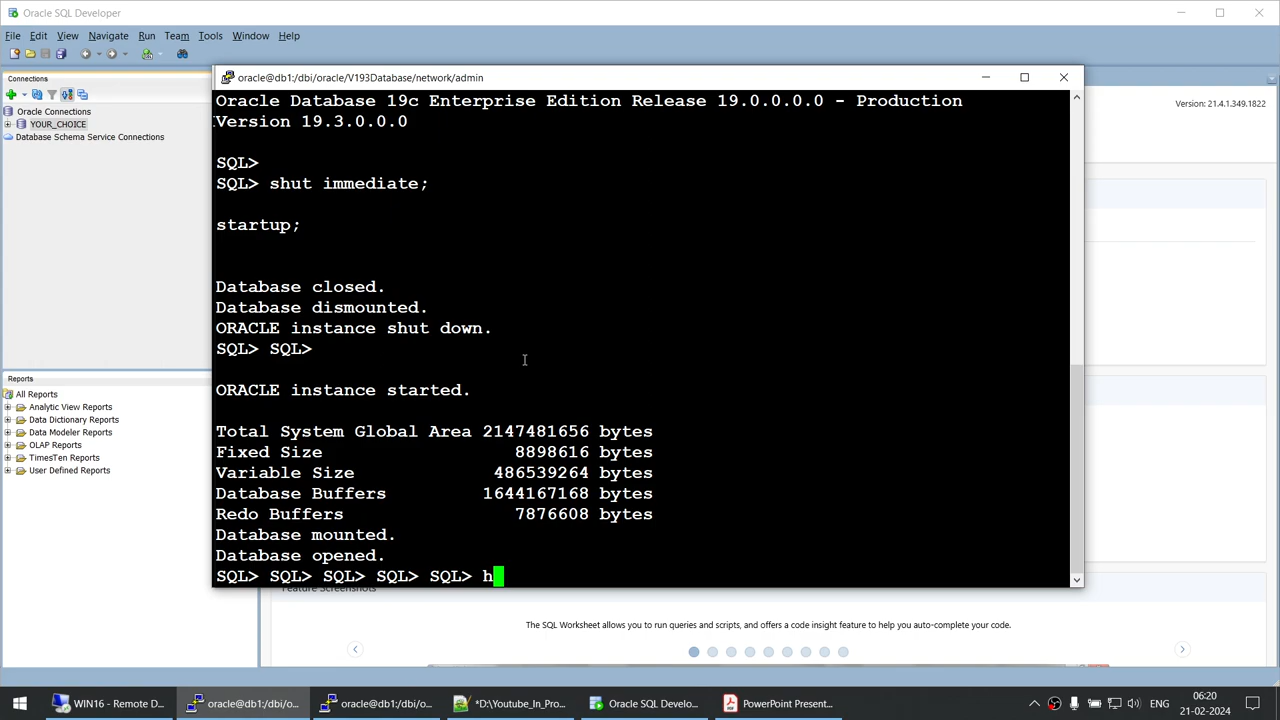 Oracle SQL Developer
File Edit View Navigate Run Team Tools Window Help
Connections
Oracle Connections
YOUR_CHOICE
Database Schema Service Connections
Version: 21.4.1.349.1822
oracle@db1:/dbi/oracle/V193Database/network/admin
Oracle Database 19c Enterprise Edition Release 19.0.0.0.0 - Production
Version 19.3.0.0.0
SQL>
SQL> shut immediate;
startup;
Database closed.
Database dismounted.
ORACLE instance shut down.
SQL> SQL>
ORACLE instance started.
Total System Global Area 2147481656 bytes
Fixed Size 8898616 bytes
Variable Size 486539264 bytes
Database Buffers 1644167168 bytes
Redo Buffers 7876608 bytes
Database mounted.
Database opened.
SQL> SQL> SQL> SQL> SQL> h
Reports
All Reports
Analytic View Reports
Data Dictionary Reports
Data Modeler Reports
OLAP Reports
TimesTen Reports
User Defined Reports
Feature Screenshots
The SQL Worksheet allows you to run queries and scripts, and offers a code insight feature to help you auto-complete your code.
WIN16 - Remote D...
oracle@db1:/dbi/o...
oracle@db1:/dbi/o...
*D:\Youtube_In_Pro...
Oracle SQL Develo...
PowerPoint Present...
ENG
06:20
21-02-2024